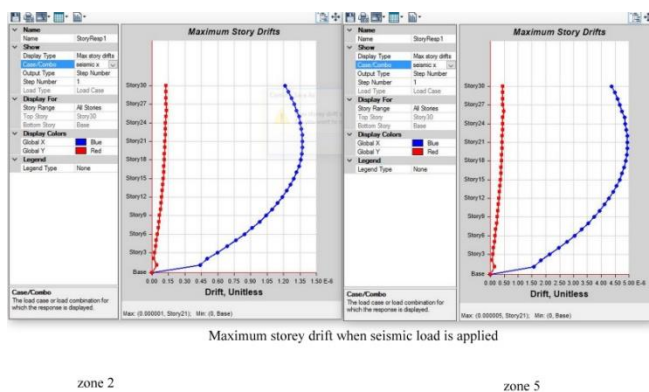 Name
Name StoryResp1
Show
Display Type Max story drifts
Case/Combo seismic x
Output Type Step Number
Step Number 1
Load Type Load Case
Display For
Story Range All Stories
Top Story Story30
Bottom Story Base
Display Colors
Global X Blue
Global Y Red
Legend
Legend Type None
Case/Combo
The load case or load combination for
which the response is displayed.
Maximum Story Drifts
Story30
Story27
Story24
Story21
Story18
Story15
Story12
Story9
Story6
Story3
Base
0.00 0.15 0.30 0.45 0.60 0.75 0.90 1.05 1.20 1.35 1.50 E-6
Drift, Unitless
Max: (0.000001, Story21); Min: (0, Base)
Name
Name StoryResp1
Show
Display Type Max story drifts
Case/Combo seismic x
Output Type Step Number
Step Number 1
Load Type Load Case
Display For
Story Range All Stories
Top Story Story30
Bottom Story Base
Display Colors
Global X Blue
Global Y Red
Legend
Legend Type None
Case/Combo
The load case or load combination for
which the response is displayed.
Maximum Story Drifts
Story30
Story27
Story24
Story21
Story18
Story15
Story12
Story9
Story6
Story3
Base
0.00 0.50 1.00 1.50 2.00 2.50 3.00 3.50 4.00 4.50 5.00 E-6
Drift, Unitless
Max: (0.000005, Story21); Min: (0, Base)
Maximum storey drift when seismic load is applied
zone 2
zone 5